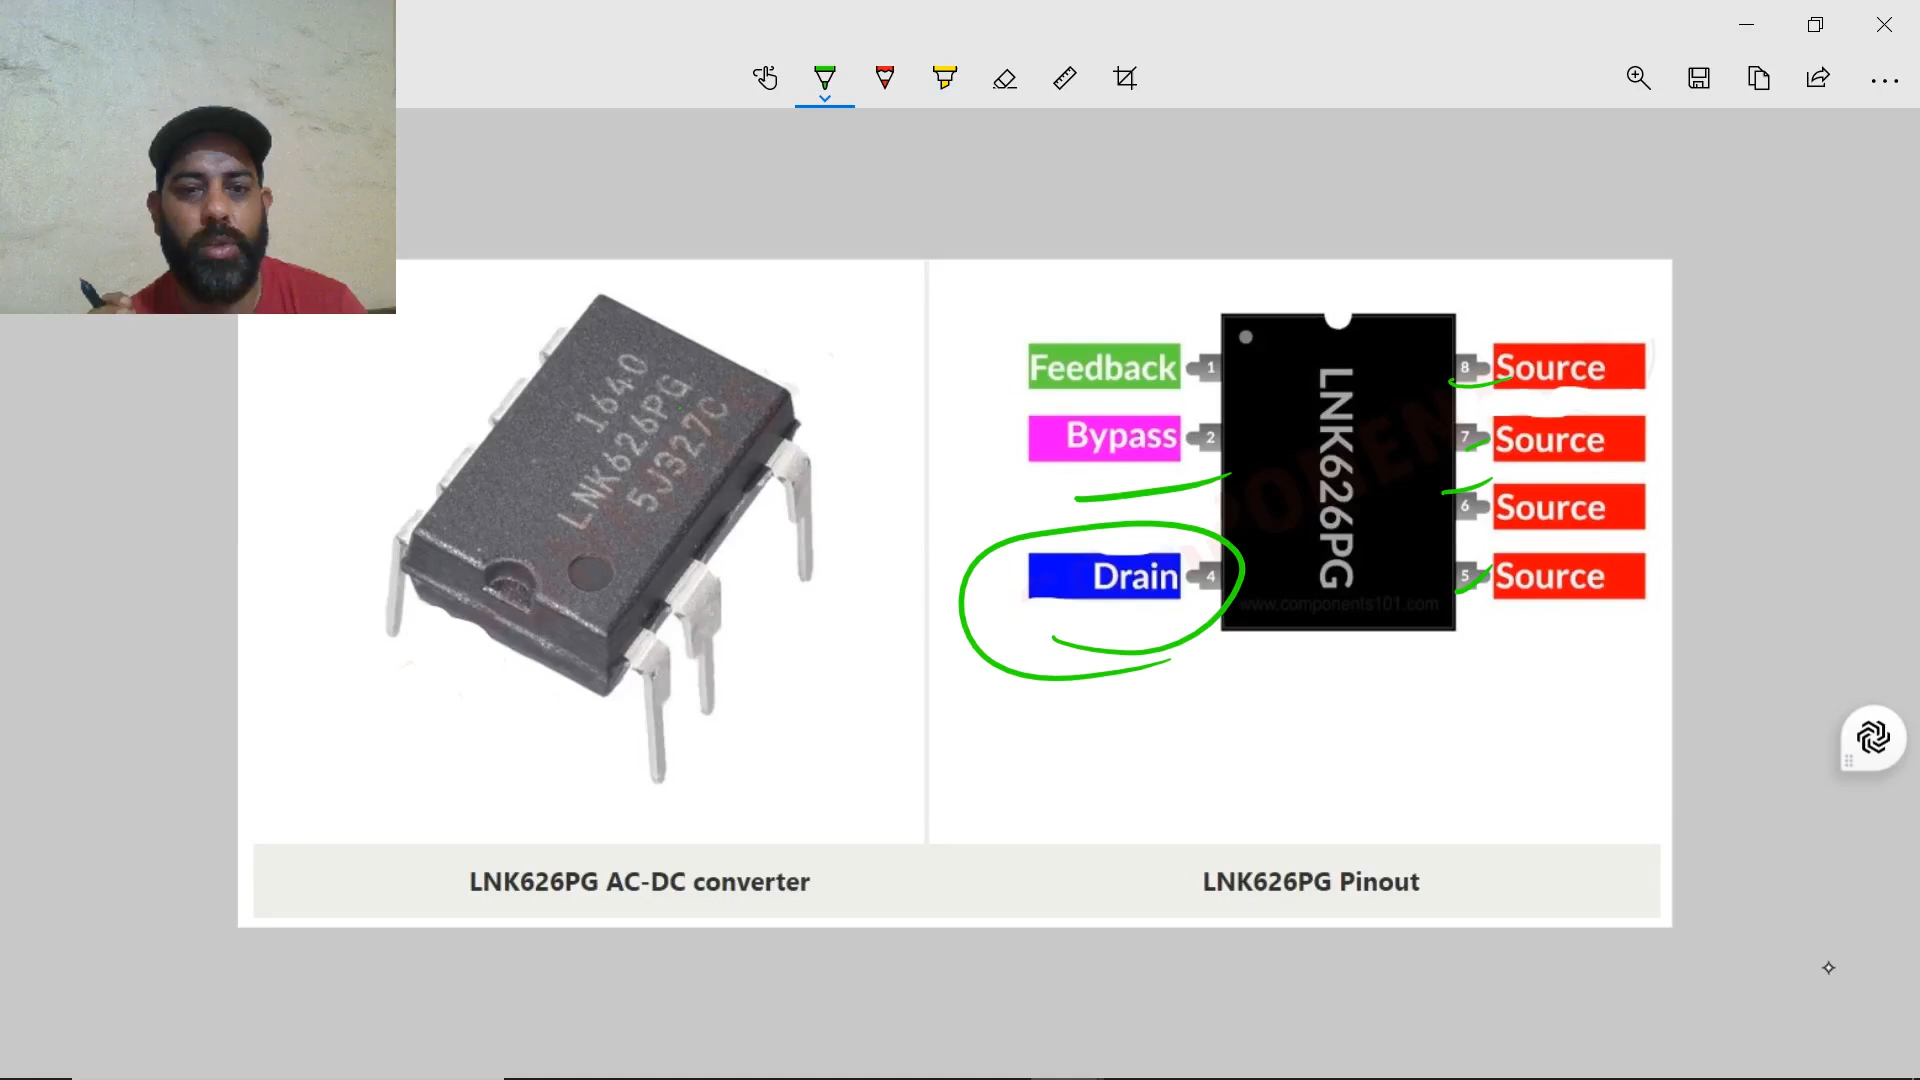 1640
LNK626PG
5J327C
Feedback 1
Bypass 2
Drain 4
LNK626PG
8 Source
7 Source
6 Source
5 Source
www.components101.com
LNK626PG AC-DC converter
LNK626PG Pinout